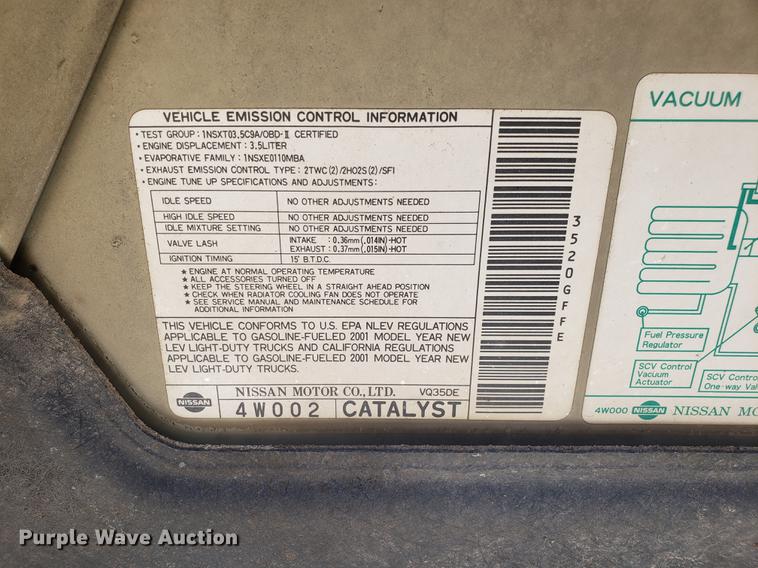 VEHICLE EMISSION CONTROL INFORMATION
• TEST GROUP : 1NSXT03.5C9A/OBD-Ⅱ CERTIFIED
• ENGINE DISPLACEMENT : 3.5LITER
• EVAPORATIVE FAMILY : 1NSXE0110MBA
• EXHAUST EMISSION CONTROL TYPE : 2TWC(2)/2HO2S(2)/SFI
• ENGINE TUNE UP SPECIFICATIONS AND ADJUSTMENTS:
IDLE SPEED NO OTHER ADJUSTMENTS NEEDED
HIGH IDLE SPEED NO OTHER ADJUSTMENTS NEEDED
IDLE MIXTURE SETTING NO OTHER ADJUSTMENTS NEEDED
VALVE LASH INTAKE : 0.36mm(.014IN)-HOT
EXHAUST : 0.37mm(.015IN)-HOT
IGNITION TIMING 15° B.T.D.C.
★ ENGINE AT NORMAL OPERATING TEMPERATURE
★ ALL ACCESSORIES TURNED OFF
★ KEEP THE STEERING WHEEL IN A STRAIGHT AHEAD POSITION
★ CHECK WHEN RADIATOR COOLING FAN DOES NOT OPERATE
★ SEE SERVICE MANUAL AND MAINTENANCE SCHEDULE FOR
ADDITIONAL INFORMATION
THIS VEHICLE CONFORMS TO U.S. EPA NLEV REGULATIONS
APPLICABLE TO GASOLINE-FUELED 2001 MODEL YEAR NEW
LEV LIGHT-DUTY TRUCKS AND CALIFORNIA REGULATIONS
APPLICABLE TO GASOLINE-FUELED 2001 MODEL YEAR NEW
LEV LIGHT-DUTY TRUCKS.
NISSAN
NISSAN MOTOR CO., LTD. VQ35DE
4W002 CATALYST
3520GFFE
VACUUM
Fuel Pressure
Regulator
SCV Control
Vacuum
Actuator
SCV Contro
One-way Val
4W000 NISSAN NISSAN MO
Purple Wave Auction